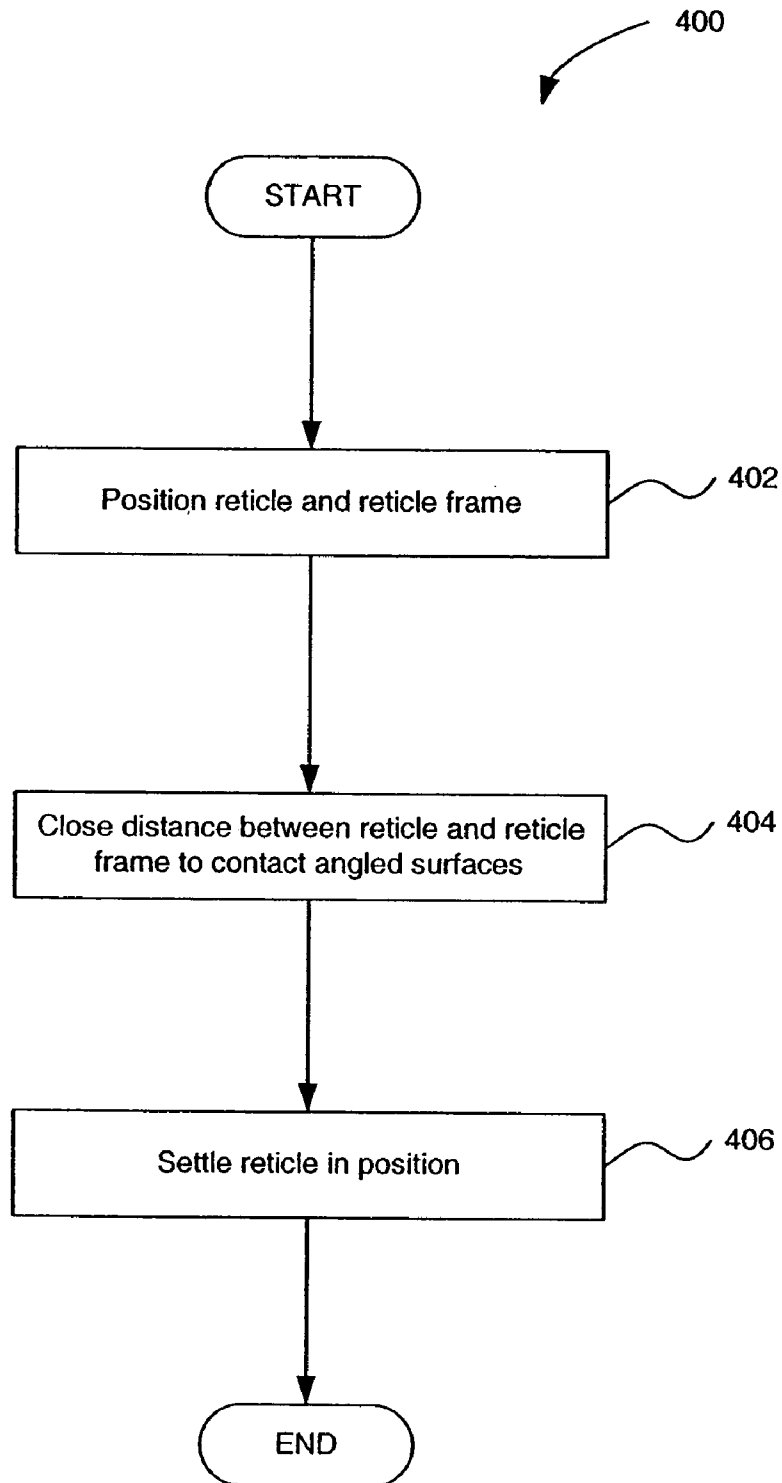 400
START
Position reticle and reticle frame
402
Close distance between reticle and reticle
frame to contact angled surfaces
404
Settle reticle in position
406
END